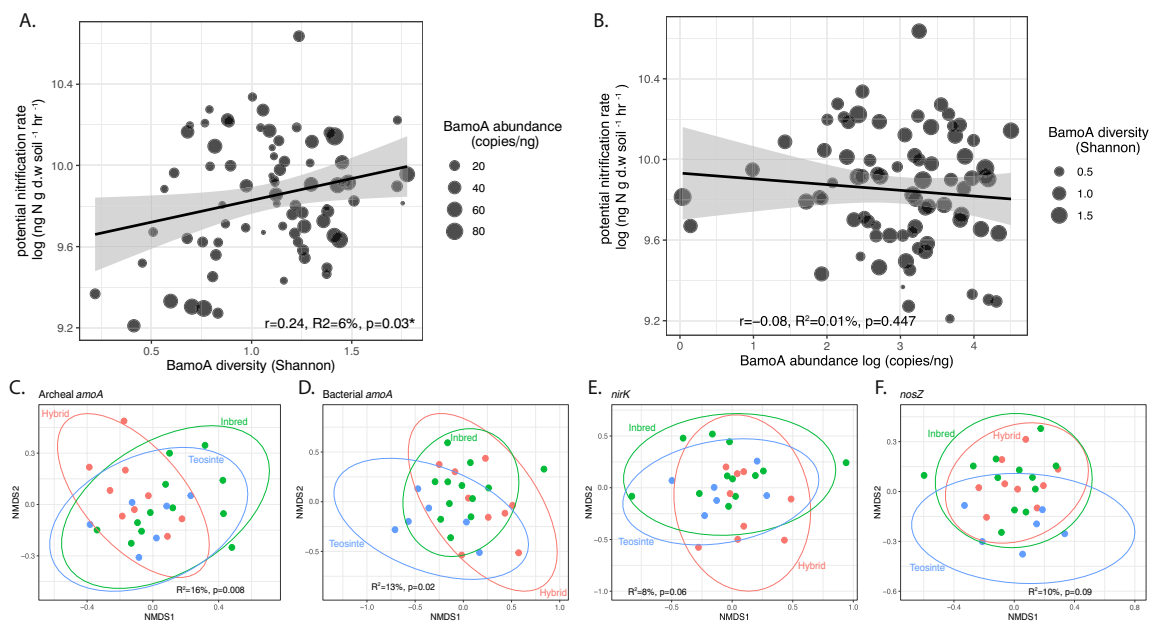 A.
potential nitrification rate
log (ng N g d.w soil -1 hr -1)
10.4
10.0
9.6
9.2
0.5
1.0
1.5
BamoA diversity (Shannon)
r=0.24, R2=6%, p=0.03*
BamoA abundance
(copies/ng)
20
40
60
80
B.
potential nitrification rate
log (ng N g d.w soil -1 hr -1)
10.4
10.0
9.6
9.2
0
1
2
3
4
BamoA abundance log (copies/ng)
r=−0.08, R2=0.01%, p=0.447
BamoA diversity
(Shannon)
0.5
1.0
1.5
C.
Archeal amoA
Hybrid
Inbred
Teosinte
NMDS.2
0.3
0.0
−0.3
−0.4
0.0
0.4
NMDS1
R2=16%, p=0.008
D.
Bacterial amoA
Inbred
Teosinte
Hybrid
NMDS2
0.5
0.0
−0.5
−1.0
−0.5
0.0
0.5
1.0
NMDS1
R2=13%, p=0.02
E.
nirK
Inbred
Teosinte
Hybrid
NMDS2
0.5
0.0
−0.5
−1.0
−0.5
0.0
0.5
1.0
NMDS1
R2=8%, p=0.06
F.
nosZ
Inbred
Hybrid
Teosinte
NMDS2
0.3
0.0
−0.3
−0.6
−0.4
0.0
0.4
0.8
NMDS1
R2=10%, p=0.09